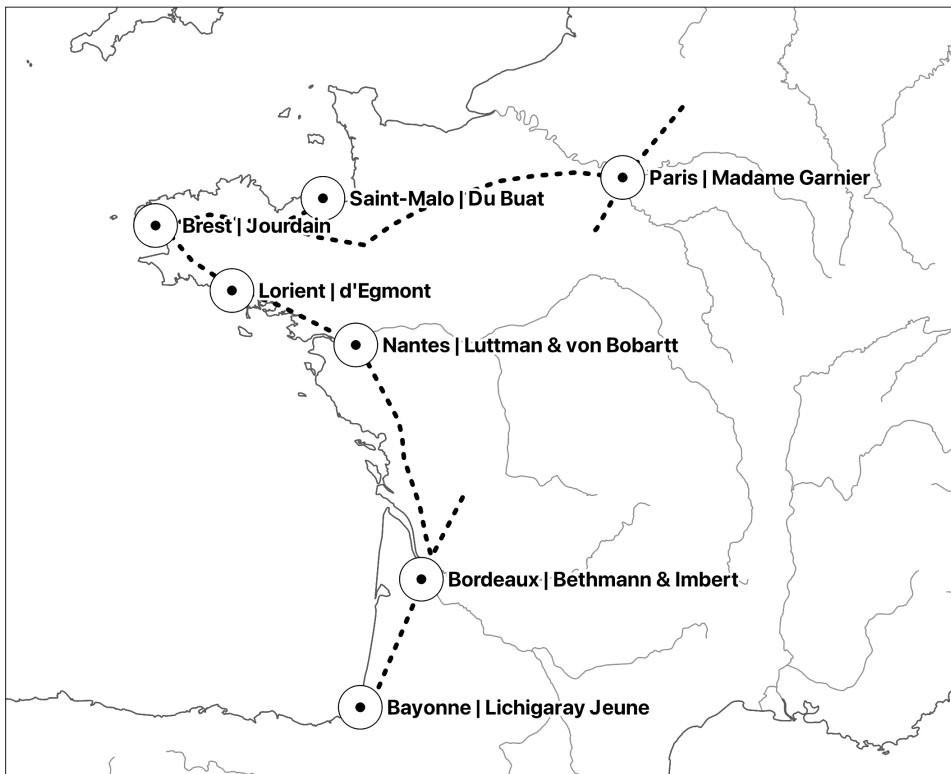 Paris | Madame Garnier
Saint-Malo | Du Buat
Brest | Jourdain
Lorient | d'Egmont
Nantes | Luttman & von Bobartt
Bordeaux | Bethmann & Imbert
Bayonne | Lichigaray Jeune